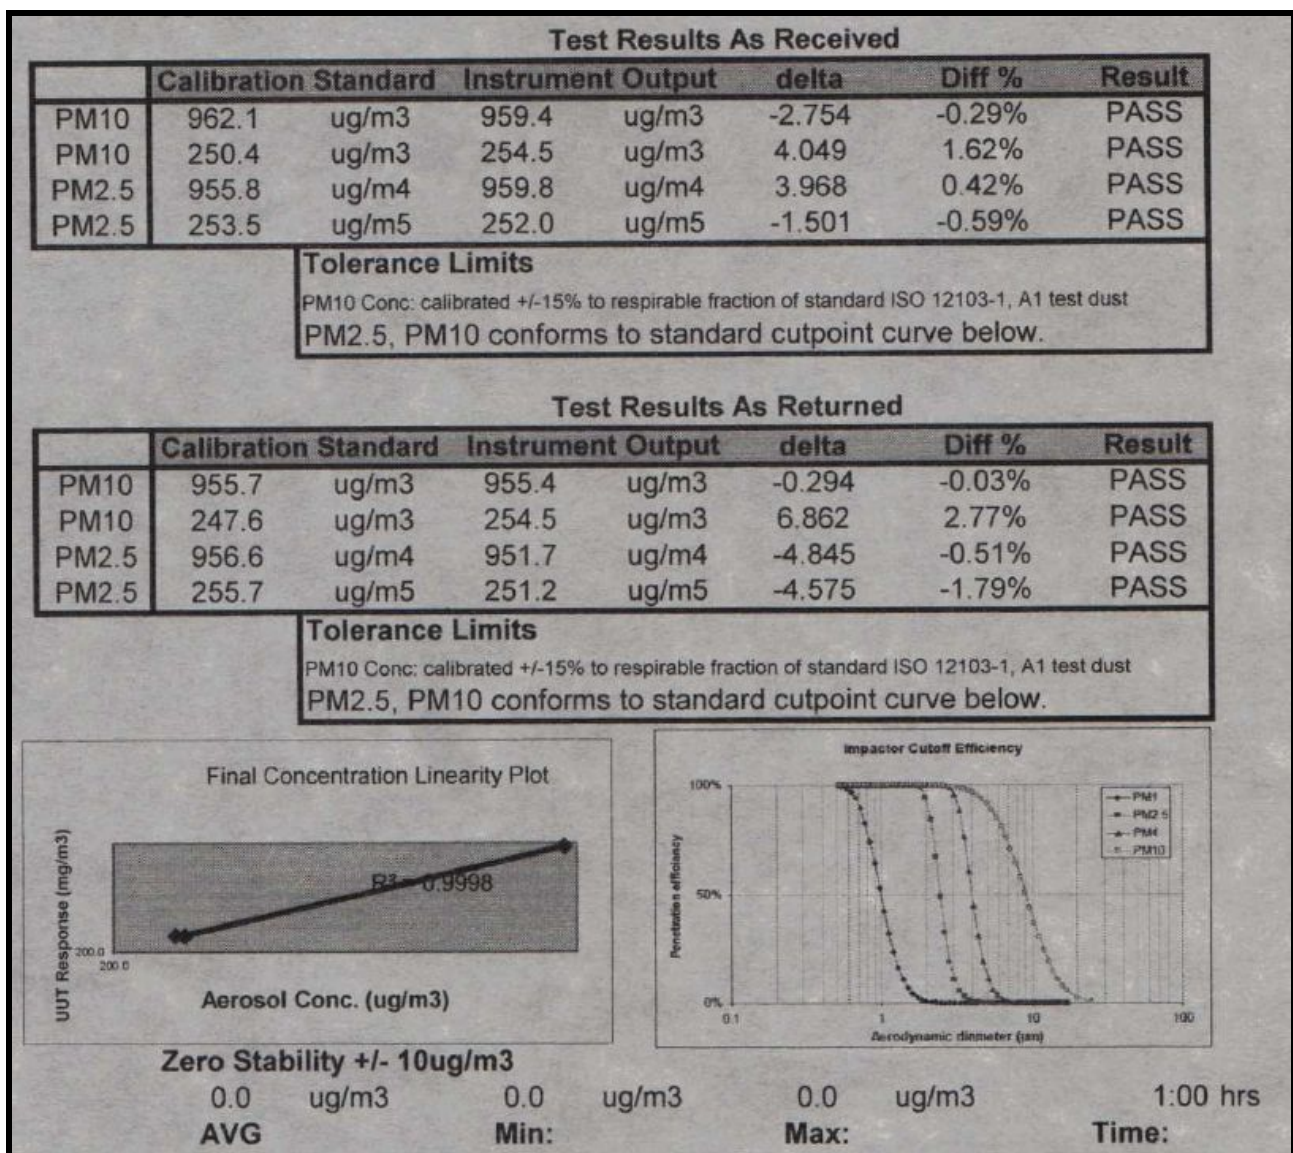 Test Results As Received
Calibration Standard Instrument Output delta Diff % Result
PM10 962.1 ug/m3 959.4 ug/m3 -2.754 -0.29% PASS
PM10 250.4 ug/m3 254.5 ug/m3 4.049 1.62% PASS
PM2.5 955.8 ug/m4 959.8 ug/m4 3.968 0.42% PASS
PM2.5 253.5 ug/m5 252.0 ug/m5 -1.501 -0.59% PASS
Tolerance Limits
PM10 Conc: calibrated +/-15% to respirable fraction of standard ISO 12103-1, A1 test dust
PM2.5, PM10 conforms to standard cutpoint curve below.
Test Results As Returned
Calibration Standard Instrument Output delta Diff % Result
PM10 955.7 ug/m3 955.4 ug/m3 -0.294 -0.03% PASS
PM10 247.6 ug/m3 254.5 ug/m3 6.862 2.77% PASS
PM2.5 956.6 ug/m4 951.7 ug/m4 -4.845 -0.51% PASS
PM2.5 255.7 ug/m5 251.2 ug/m5 -4.575 -1.79% PASS
Tolerance Limits
PM10 Conc: calibrated +/-15% to respirable fraction of standard ISO 12103-1, A1 test dust
PM2.5, PM10 conforms to standard cutpoint curve below.
Final Concentration Linearity Plot
UUT Response (mg/m3)
R² = 0.9998
200.0
200.0
Aerosol Conc. (ug/m3)
Impactor Cutoff Efficiency
Penetration efficiency
100%
50%
0%
PM1
PM2.5
PM4
PM10
0.1 1 10 100
Aerodynamic diameter (µm)
Zero Stability +/- 10ug/m3
0.0 ug/m3 0.0 ug/m3 0.0 ug/m3 1:00 hrs
AVG Min: Max: Time: